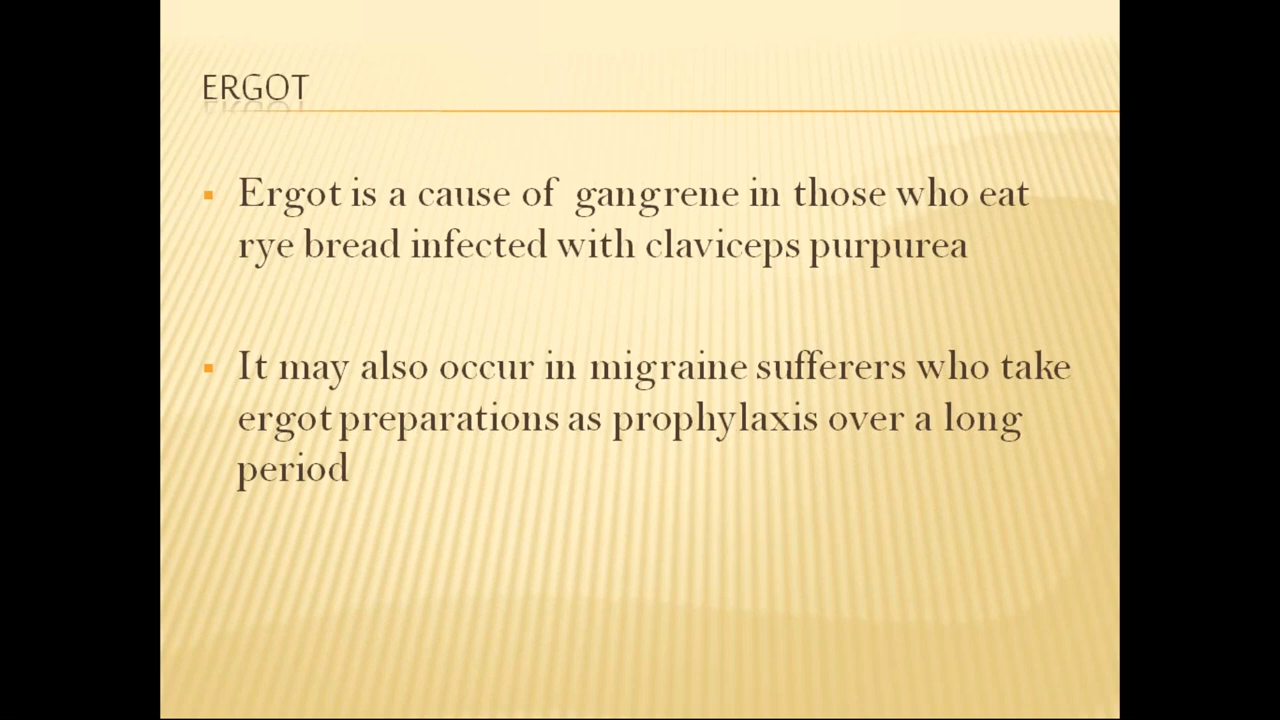 ERGOT
Ergot is a cause of gangrene in those who eat
rye bread infected with claviceps purpurea
It may also occur in migraine sufferers who take
ergot preparations as prophylaxis over a long
period